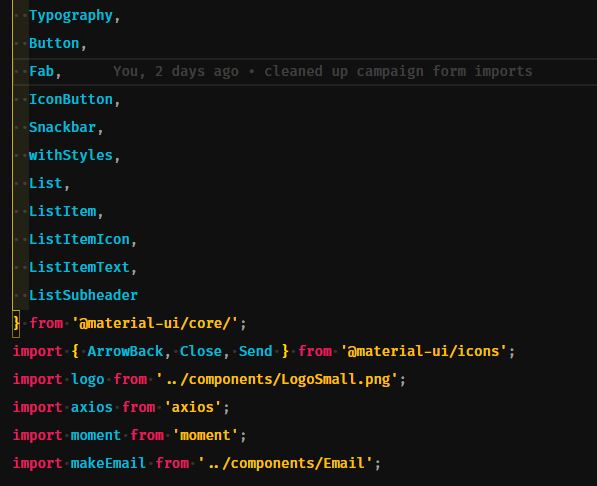 Typography,
Button,
Fab, You, 2 days ago • cleaned up campaign form imports
IconButton,
Snackbar,
withStyles,
List,
ListItem,
ListItemIcon,
ListItemText,
ListSubheader
} from '@material-ui/core/';
import { ArrowBack, Close, Send } from '@material-ui/icons';
import logo from '../components/LogoSmall.png';
import axios from 'axios';
import moment from 'moment';
import makeEmail from '../components/Email';